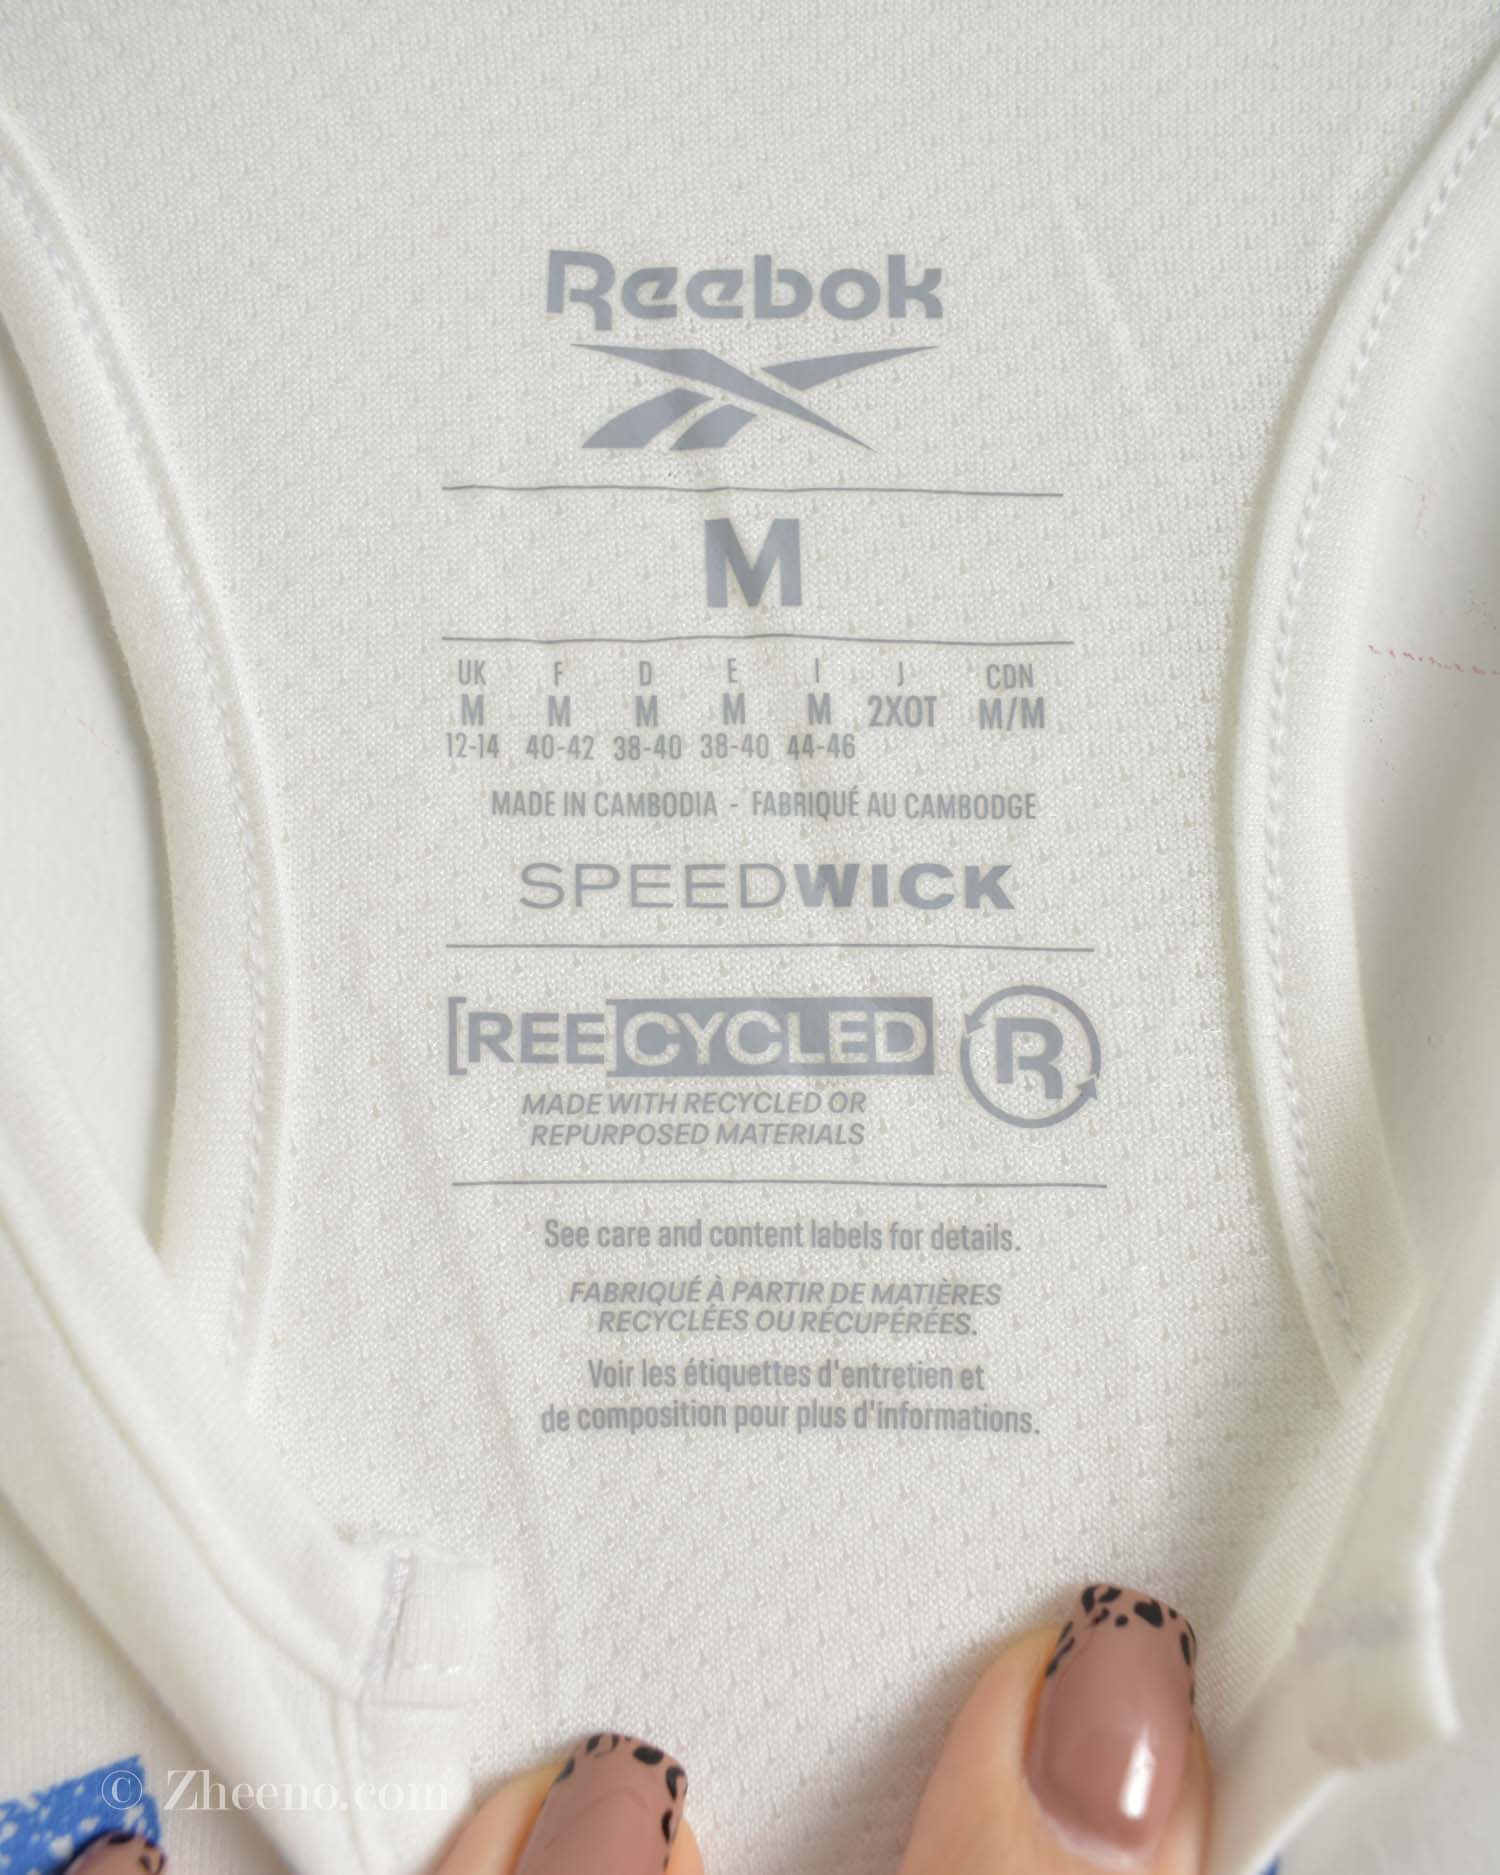 Reebok
M
UK F D E I J CDN
M M M M M 2XOT M/M
12-14 40-42 38-40 38-40 44-46
MADE IN CAMBODIA - FABRIQUÉ AU CAMBODGE
SPEEDWICK
[REE]CYCLED R
MADE WITH RECYCLED OR
REPURPOSED MATERIALS
See care and content labels for details.
FABRIQUÉ À PARTIR DE MATIÈRES
RECYCLÉES OU RÉCUPÉRÉES.
Voir les étiquettes d'entretien et
de composition pour plus d'informations.
© Zheeno.com